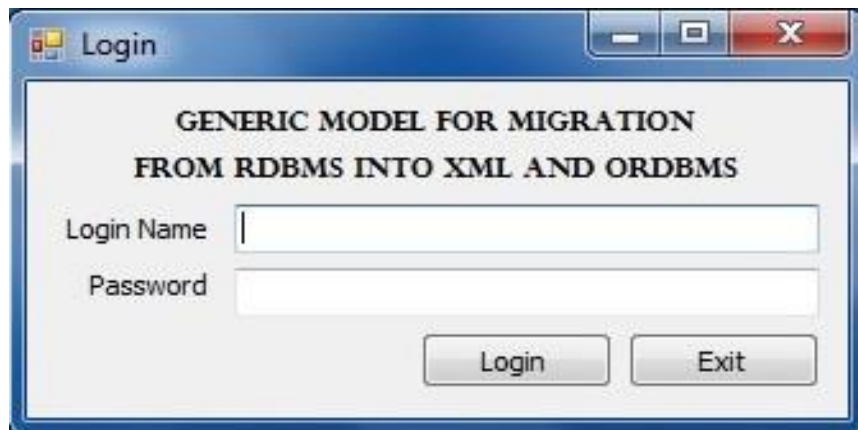 Login
GENERIC MODEL FOR MIGRATION
FROM RDBMS INTO XML AND ORDBMS
Login Name
Password
Login Exit